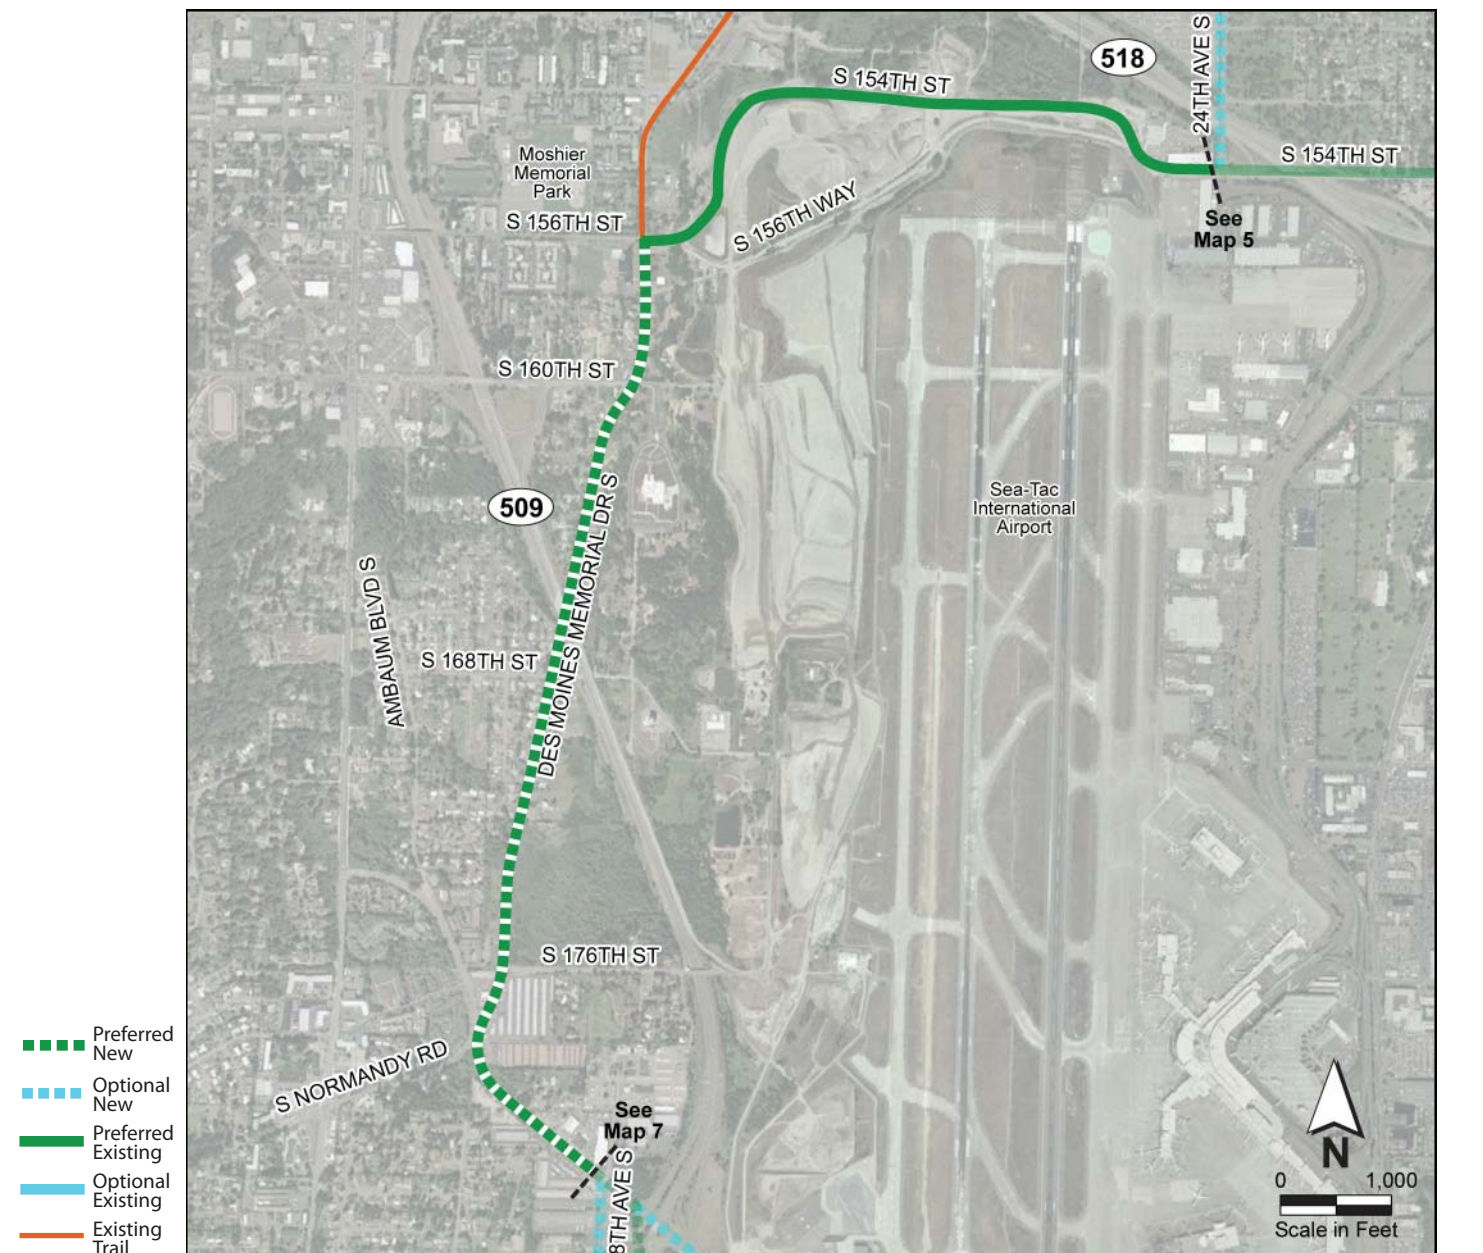 518
24TH AVE S
S 154TH ST
S 154TH ST
Moshier
Memorial
Park
S 156TH ST
S 156TH WAY
See
Map 5
S 160TH ST
509
Sea-Tac
International
Airport
DES MOINES MEMORIAL DR S
AMBAUM BLVD S
S 168TH ST
S 176TH ST
S NORMANDY RD
See
Map 7
8TH AVE S
N
0 1,000
Scale in Feet
Preferred
New
Optional
New
Preferred
Existing
Optional
Existing
Existing
Trail